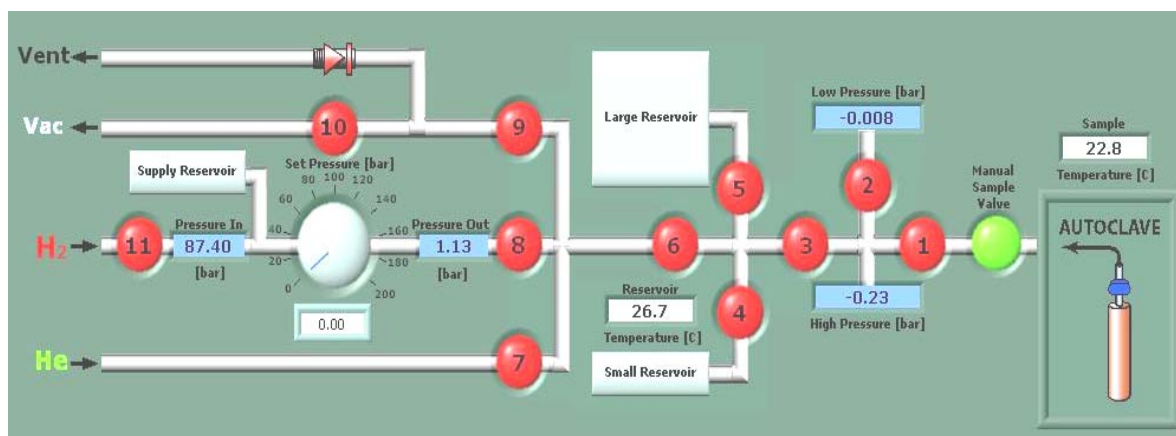 Vent
Vac
10
9
Supply Reservoir
Set Pressure [bar]
0
20
40
60
80
100
120
140
160
180
200
H₂
11
Pressure In
87.40
[bar]
0.00
Pressure Out
1.13
[bar]
8
He
7
6
Large Reservoir
5
Reservoir
26.7
Temperature [C]
4
Small Reservoir
3
Low Pressure [bar]
-0.008
2
-0.23
High Pressure [bar]
1
Manual
Sample
Valve
Sample
22.8
Temperature [C]
AUTOCLAVE